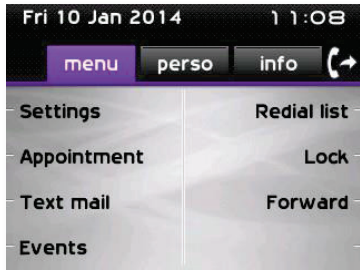 Fri 10 Jan 2014 11:08
menu perso info
Settings Redial list
Appointment Lock
Text mail Forward
Events